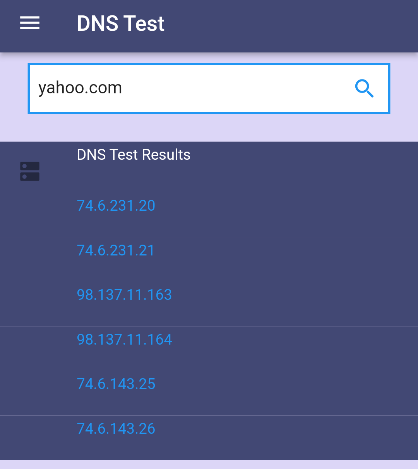 DNS Test
yahoo.com
DNS Test Results
74.6.231.20
74.6.231.21
98.137.11.163
98.137.11.164
74.6.143.25
74.6.143.26